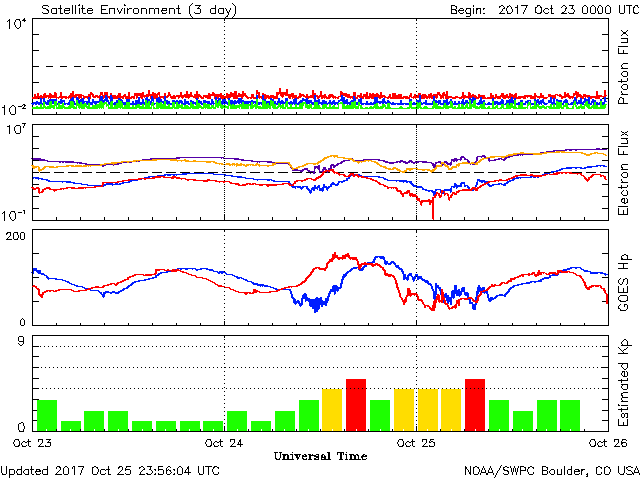 Satellite Environment (3 day) Begin: 2017 Oct 23 0000 UTC
10^4
10^-2
Proton Flux
10^7
10^-1
Electron Flux
200
0
GOES Hp
9
0
Estimated Kp
Oct 23 Oct 24 Oct 25 Oct 26
Universal Time
Updated 2017 Oct 25 23:56:04 UTC NOAA/SWPC Boulder, CO USA